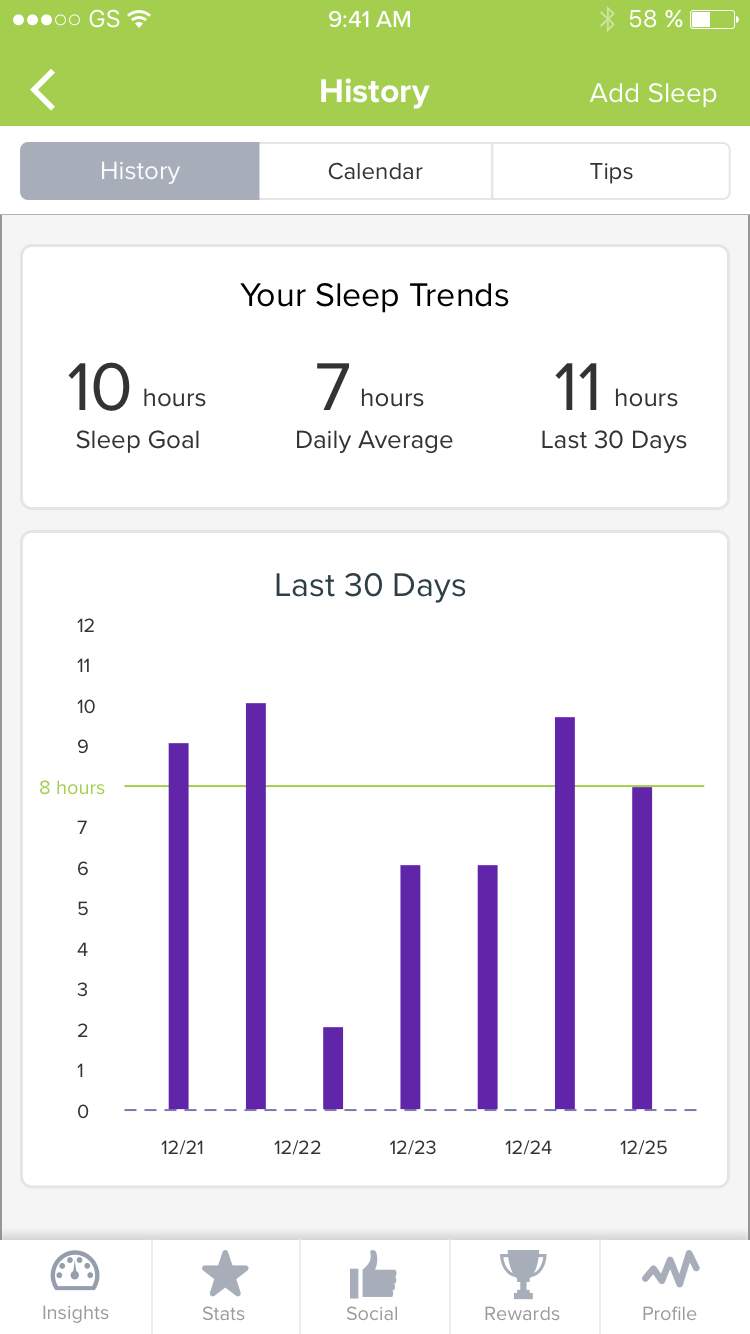 GS 9:41 AM 58 %
History Add Sleep
History Calendar Tips
Your Sleep Trends
10 hours 7 hours 11 hours
Sleep Goal Daily Average Last 30 Days
Last 30 Days
12
11
10
9
8 hours
7
6
5
4
3
2
1
0
12/21 12/22 12/23 12/24 12/25
Insights Stats Social Rewards Profile